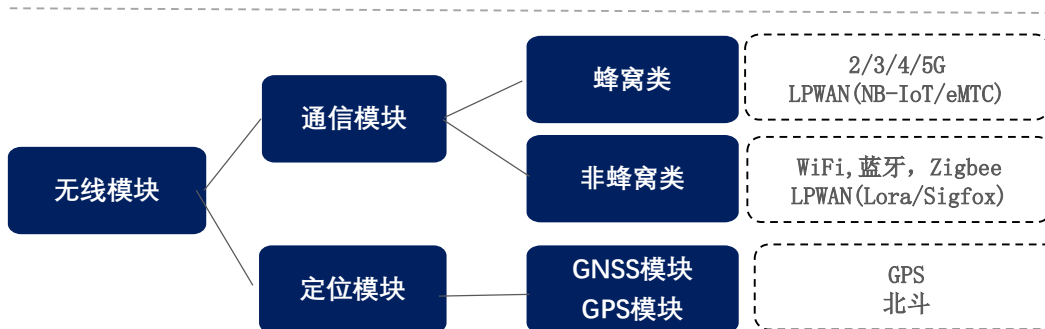 无线模块
通信模块
蜂窝类
2/3/4/5G
LPWAN(NB-IoT/eMTC)
非蜂窝类
WiFi,蓝牙，Zigbee
LPWAN(Lora/Sigfox)
定位模块
GNSS模块
GPS模块
GPS
北斗